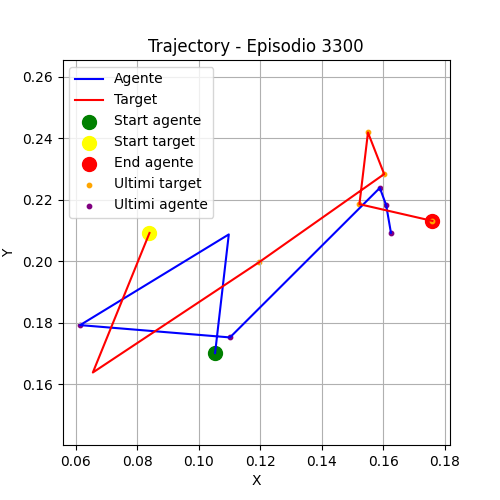 Trajectory - Episodio 3300
Agente
Target
Start agente
Start target
End agente
Ultimi target
Ultimi agente
0.26
0.24
0.22
0.20
0.18
0.16
Y
0.06 0.08 0.10 0.12 0.14 0.16 0.18
X